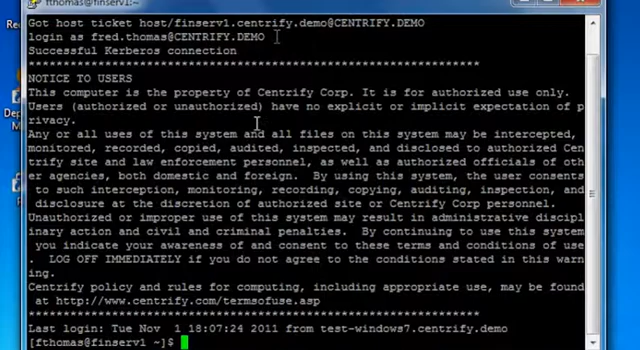 fthomas@finserv1:~
Got host ticket host/finserv1.centrify.demo@CENTRIFY.DEMO
login as fred.thomas@CENTRIFY.DEMO
Successful Kerberos connection
*******************************************************************
NOTICE TO USERS
This computer is the property of Centrify Corp. It is for authorized use only.
Users (authorized or unauthorized) have no explicit or implicit expectation of p
rivacy.
Any or all uses of this system and all files on this system may be intercepted,
monitored, recorded, copied, audited, inspected, and disclosed to authorized Cen
trify site and law enforcement personnel, as well as authorized officials of oth
er agencies, both domestic and foreign.  By using this system, the user consents
to such interception, monitoring, recording, copying, auditing, inspection, and
disclosure at the discretion of authorized site or Centrify Corp personnel.
Unauthorized or improper use of this system may result in administrative discipl
inary action and civil and criminal penalties. By continuing to use this system
you indicate your awareness of and consent to these terms and conditions of use
.  LOG OFF IMMEDIATELY if you do not agree to the conditions stated in this warn
ing.
Centrify policy and rules for computing, including appropriate use, may be found
at http://www.centrify.com/termsofuse.asp
*******************************************************************
Last login: Tue Nov  1 18:07:24 2011 from test-windows7.centrify.demo
[fthomas@finserv1 ~]$